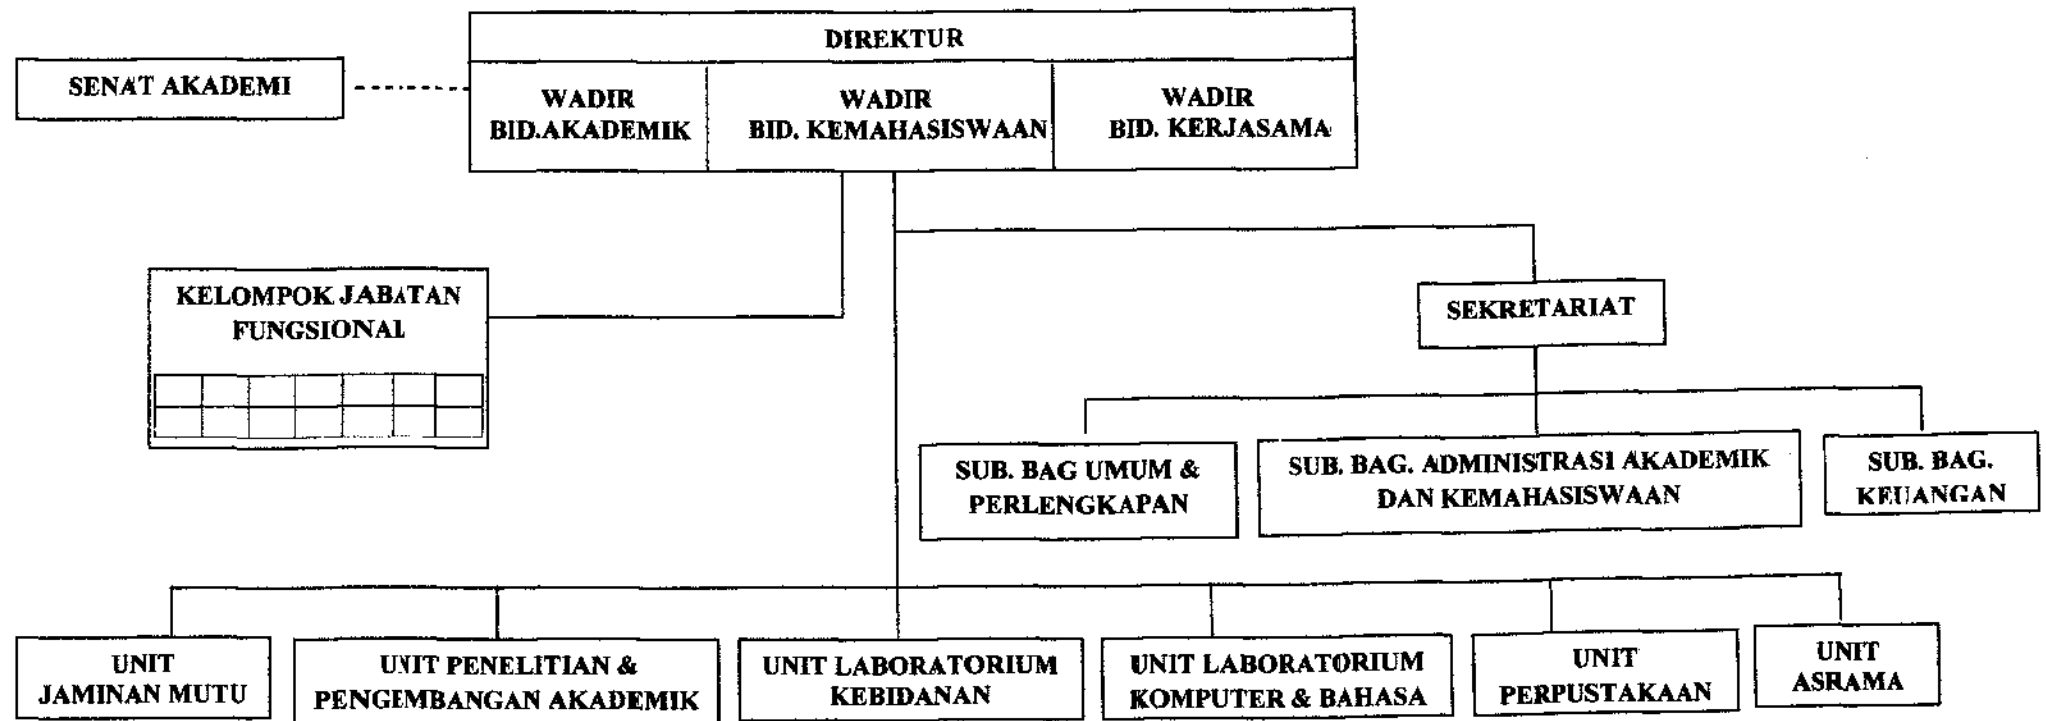 DIREKTUR
SENAT AKADEMI
WADIR
BID.AKADEMIK
WADIR
BID. KEMAHASISWAAN
WADIR
BID. KERJASAMA
KELOMPOK JABATAN
FUNGSIONAL
SEKRETARIAT
SUB. BAG UMUM &
PERLENGKAPAN
SUB. BAG. ADMINISTRASI AKADEMIK
DAN KEMAHASISWAAN
SUB. BAG.
KEUANGAN
UNIT
JAMINAN MUTU
UNIT PENELITIAN &
PENGEMBANGAN AKADEMIK
UNIT LABORATORIUM
KEBIDANAN
UNIT LABORATORIUM
KOMPUTER & BAHASA
UNIT
PERPUSTAKAAN
UNIT
ASRAMA